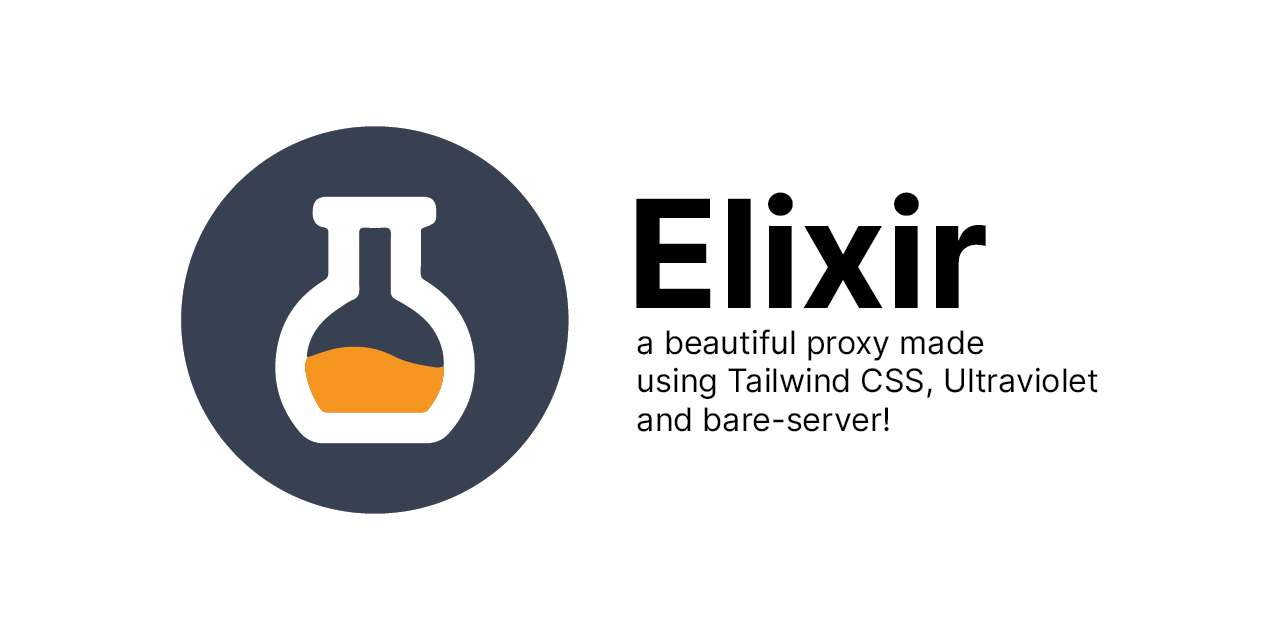 Elixir
a beautiful proxy made
using Tailwind CSS, Ultraviolet
and bare-server!